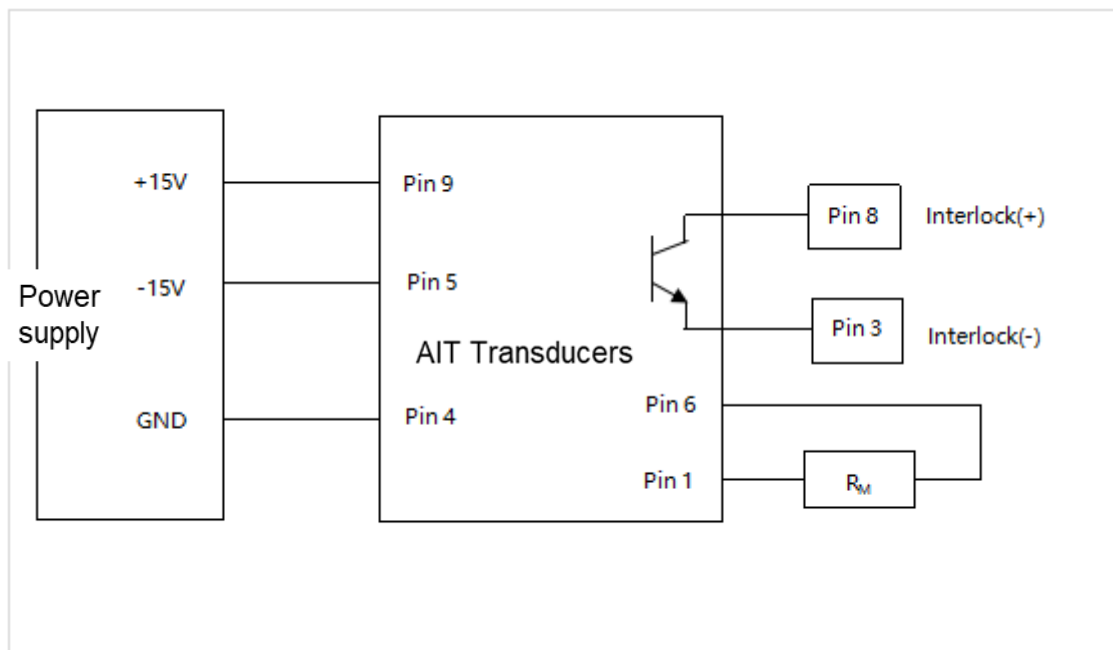 +15V
-15V
GND
Power
supply
Pin 9
Pin 5
Pin 4
AIT Transducers
Pin 8
Interlock(+)
Pin 3
Interlock(-)
Pin 6
Pin 1
RM